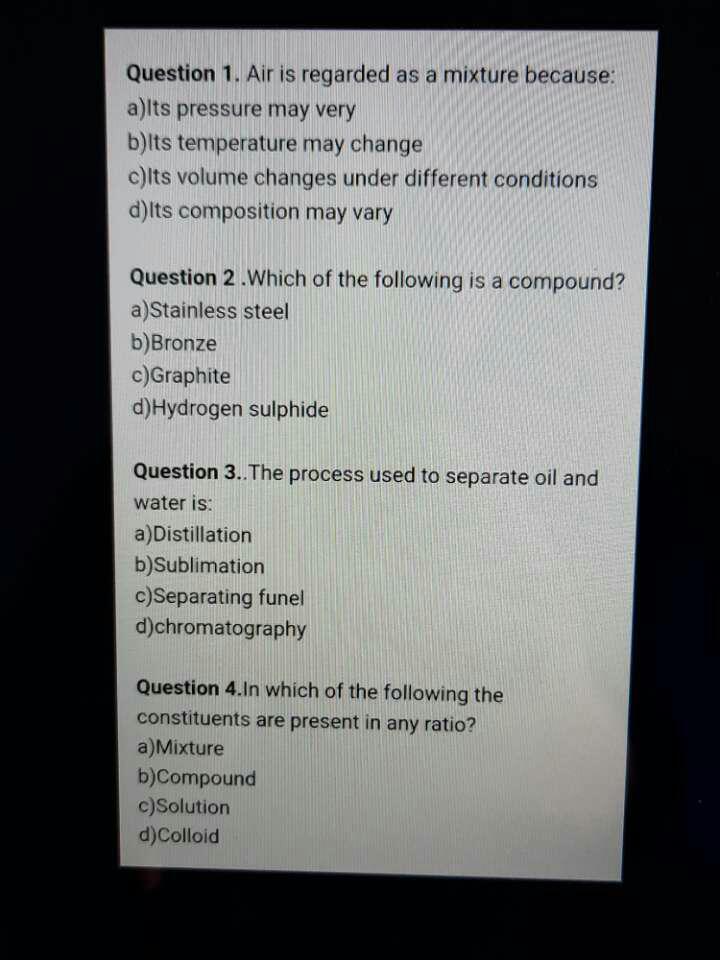 Question 1. Air is regarded as a mixture because:
a)Its pressure may very
b)Its temperature may change
c)Its volume changes under different conditions
d)Its composition may vary
Question 2 .Which of the following is a compound?
a)Stainless steel
b)Bronze
c)Graphite
d)Hydrogen sulphide
Question 3..The process used to separate oil and
water is:
a)Distillation
b)Sublimation
c)Separating funel
d)chromatography
Question 4.In which of the following the
constituents are present in any ratio?
a)Mixture
b)Compound
c)Solution
d)Colloid